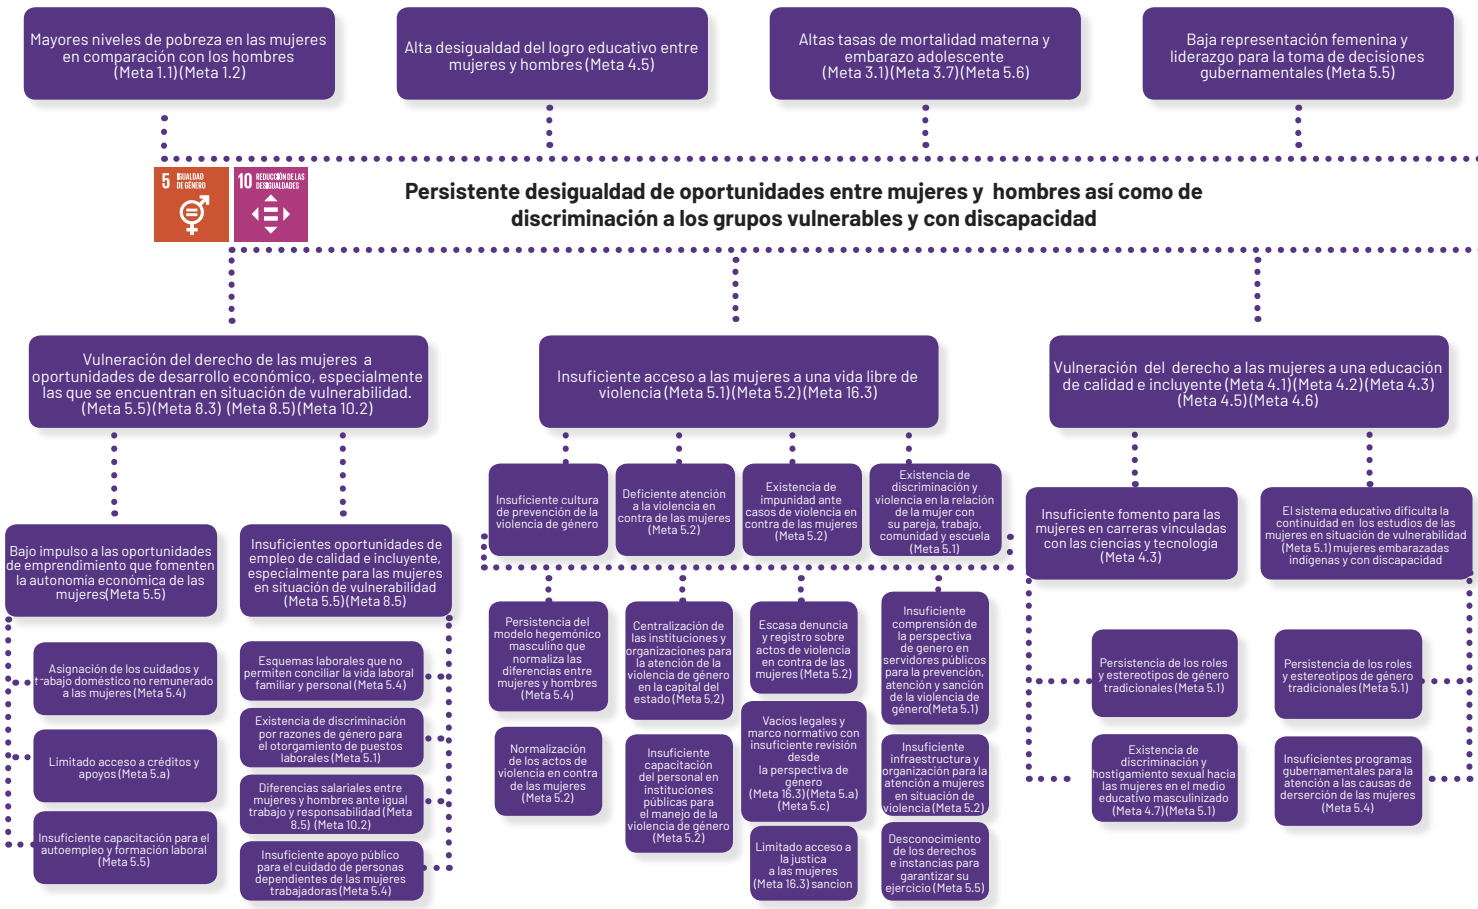 Mayores niveles de pobreza en las mujeres
en comparación con los hombres
(Meta 1.1)(Meta 1.2)
Alta desigualdad del logro educativo entre
mujeres y hombres (Meta 4.5)
Altas tasas de mortalidad materna y
embarazo adolescente
(Meta 3.1)(Meta 3.7)(Meta 5.6)
Baja representación femenina y
liderazgo para la toma de decisiones
gubernamentales (Meta 5.5)
5 IGUALDAD
DE GÉNERO
10 REDUCCIÓN DE LAS
DESIGUALDADES
Persistente desigualdad de oportunidades entre mujeres y hombres así como de
discriminación a los grupos vulnerables y con discapacidad
Vulneración del derecho de las mujeres a
oportunidades de desarrollo económico, especialmente
las que se encuentran en situación de vulnerabilidad.
(Meta 5.5)(Meta 8.3) (Meta 8.5)(Meta 10.2)
Insuficiente acceso a las mujeres a una vida libre de
violencia (Meta 5.1)(Meta 5.2)(Meta 16.3)
Vulneración del derecho a las mujeres a una educación
de calidad e incluyente (Meta 4.1)(Meta 4.2)(Meta 4.3)
(Meta 4.5)(Meta 4.6)
Bajo impulso a las oportunidades
de emprendimiento que fomenten
la autonomía económica de las
mujeres(Meta 5.5)
Insuficientes oportunidades de
empleo de calidad e incluyente,
especialmente para las mujeres
en situación de vulnerabilidad
(Meta 5.5)(Meta 8.5)
Insuficiente cultura
de prevención de la
violencia de género
Deficiente atención
a la violencia en
contra de las mujeres
(Meta 5.2)
Existencia de
impunidad ante
casos de violencia en
contra de las mujeres
(Meta 5.2)
Existencia de
discriminación y
violencia en la relación
de la mujer con
su pareja, trabajo,
comunidad y escuela
(Meta 5.1)
Insuficiente fomento para las
mujeres en carreras vinculadas
con las ciencias y tecnología
(Meta 4.3)
El sistema educativo dificulta la
continuidad en los estudios de las
mujeres en situación de vulnerabilidad
(Meta 5.1) mujeres embarazadas
indígenas y con discapacidad
Asignación de los cuidados y
trabajo doméstico no remunerado
a las mujeres (Meta 5.4)
Limitado acceso a créditos y
apoyos (Meta 5.a)
Insuficiente capacitación para el
autoempleo y formación laboral
(Meta 5.5)
Esquemas laborales que no
permiten conciliar la vida laboral
familiar y personal (Meta 5.4)
Existencia de discriminación
por razones de género para
el otorgamiento de puestos
laborales (Meta 5.1)
Diferencias salariales entre
mujeres y hombres ante igual
trabajo y responsabilidad (Meta
8.5) (Meta 10.2)
Insuficiente apoyo público
para el cuidado de personas
dependientes de las mujeres
trabajadoras (Meta 5.4)
Persistencia del
modelo hegemónico
masculino que
normaliza las
diferencias entre
mujeres y hombres
(Meta 5.4)
Normalización
de los actos de
violencia en contra
de las mujeres
(Meta 5.2)
Centralización de
las instituciones y
organizaciones para
la atención de la
violencia de género
en la capital del
estado (Meta 5,2)
Insuficiente
capacitación
del personal en
instituciones
públicas para
el manejo de la
violencia de género
(Meta 5.2)
Escasa denuncia
y registro sobre
actos de violencia
en contra de las
mujeres (Meta 5.2)
Vacíos legales y
marco normativo con
insuficiente revisión
desde
la perspectiva de
género
(Meta 16.3)(Meta 5.a)
(Meta 5.c)
Limitado acceso a
la justica
a las mujeres
(Meta 16.3) sancion
Insuficiente
comprensión de
la perspectiva
de genero en
servidores públicos
para la prevención,
atención y sanción
de la violencia de
género(Meta 5.1)
Insuficiente
infraestructura y
organización para la
atención a mujeres
en situación de
violencia (Meta 5.2)
Desconocimiento
de los derechos
e instancias para
garantizar su
ejercicio (Meta 5.5)
Persistencia de los roles
y estereotipos de género
tradicionales (Meta 5.1)
Existencia de
discriminación y
hostigamiento sexual hacia
las mujeres en el medio
educativo masculinizado
(Meta 4.7)(Meta 5.1)
Persistencia de los roles
y estereotipos de género
tradicionales (Meta 5.1)
Insuficientes programas
gubernamentales para la
atención a las causas de
derserción de las mujeres
(Meta 5.4)